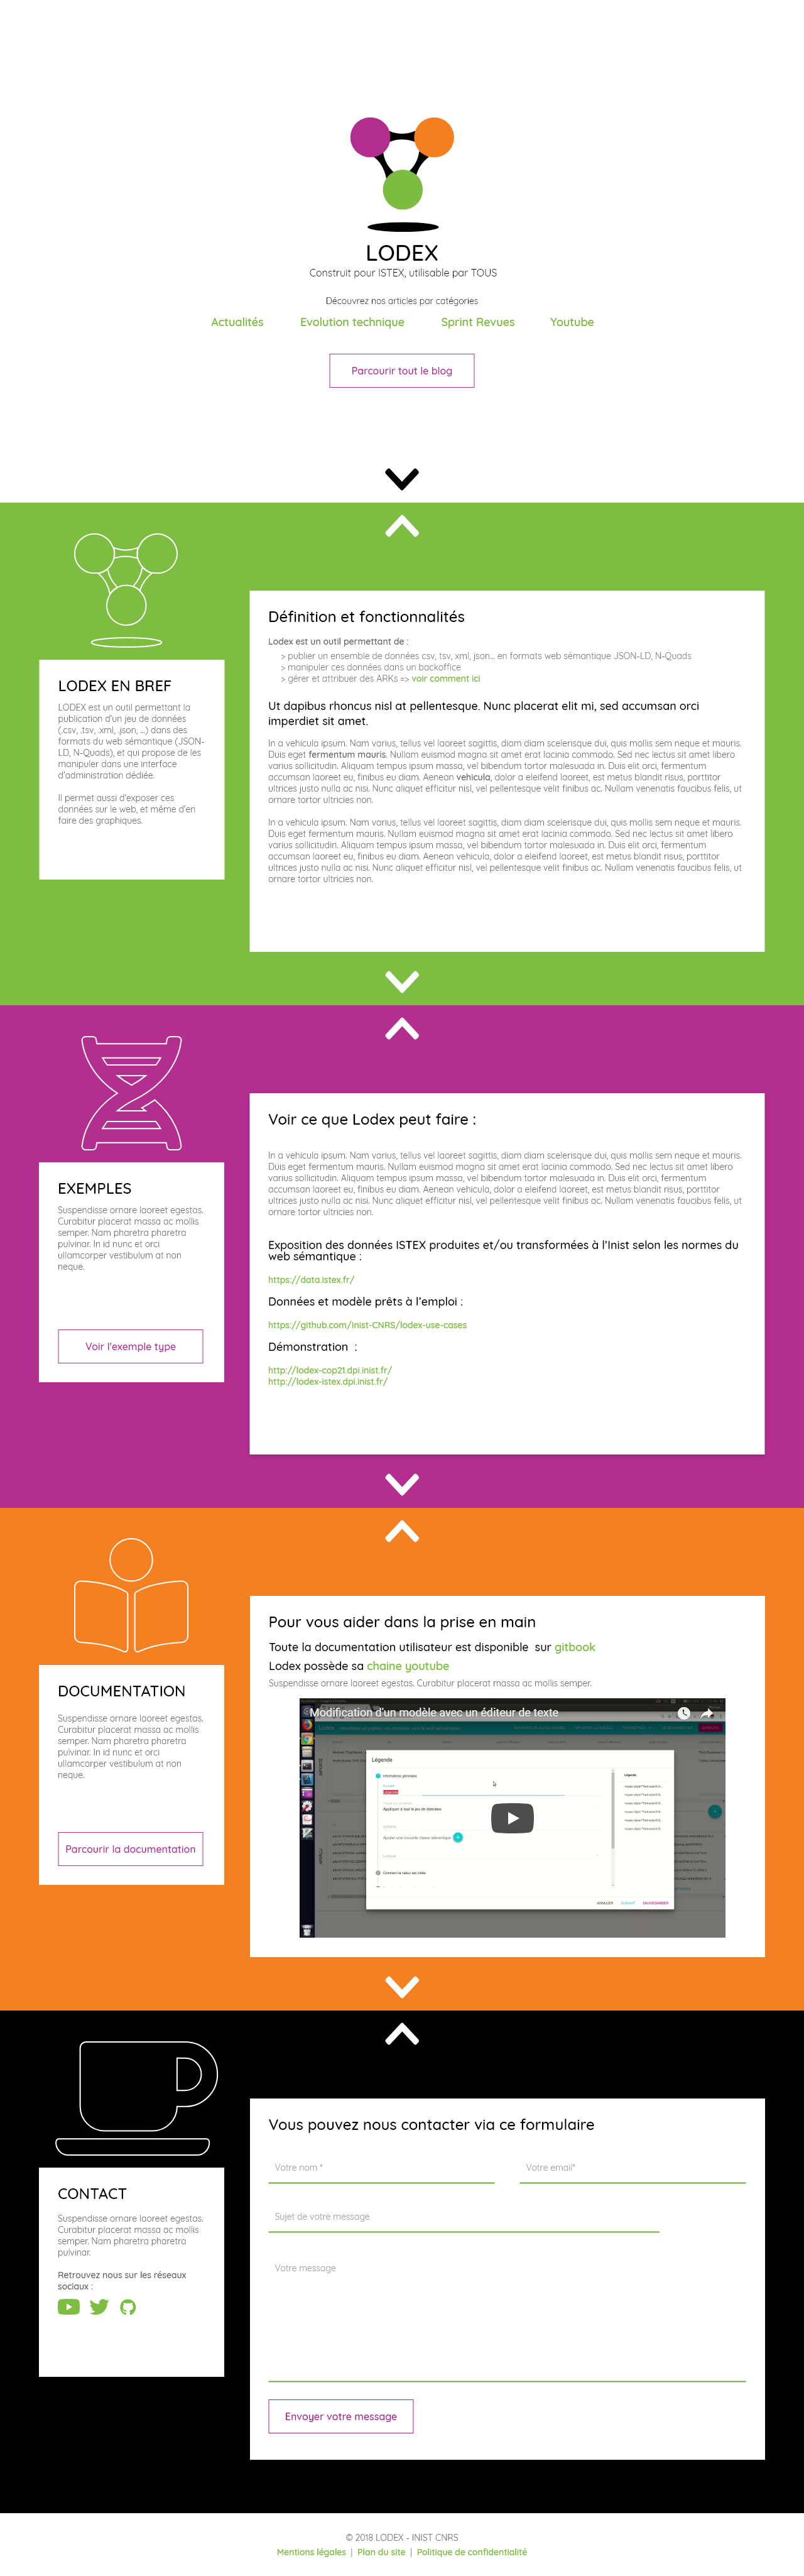 LODEX
Construit pour ISTEX, utilisable par TOUS
Découvrez nos articles par catégories
Actualités Evolution technique Sprint Revues Youtube
Parcourir tout le blog
LODEX EN BREF
LODEX est un outil permettant la
publication d'un jeu de données
(.csv, .tsv, .xml, .json, ...) dans des
formats du web sémantique (JSON-
LD, N-Quads), et qui propose de les
manipuler dans une interface
d'administration dédiée.
Il permet aussi d'exposer ces
données sur le web, et même d'en
faire des graphiques.
Définition et fonctionnalités
Lodex est un outil permettant de :
> publier un ensemble de données csv, tsv, xml, json... en formats web sémantique JSON-LD, N-Quads
> manipuler ces données dans un backoffice
> gérer et attribuer des ARKs => voir comment ici
Ut dapibus rhoncus nisl at pellentesque. Nunc placerat elit mi, sed accumsan orci
imperdiet sit amet.
In a vehicula ipsum. Nam varius, tellus vel laoreet sagittis, diam diam scelerisque dui, quis mollis sem neque et mauris.
Duis eget fermentum mauris. Nullam euismod magna sit amet erat lacinia commodo. Sed nec lectus sit amet libero
varius sollicitudin. Aliquam tempus ipsum massa, vel bibendum tortor malesuada in. Duis elit orci, fermentum
accumsan laoreet eu, finibus eu diam. Aenean vehicula, dolor a eleifend laoreet, est metus blandit risus, porttitor
ultrices justo nulla ac nisi. Nunc aliquet efficitur nisl, vel pellentesque velit finibus ac. Nullam venenatis faucibus felis, ut
ornare tortor ultricies non.
In a vehicula ipsum. Nam varius, tellus vel laoreet sagittis, diam diam scelerisque dui, quis mollis sem neque et mauris.
Duis eget fermentum mauris. Nullam euismod magna sit amet erat lacinia commodo. Sed nec lectus sit amet libero
varius sollicitudin. Aliquam tempus ipsum massa, vel bibendum tortor malesuada in. Duis elit orci, fermentum
accumsan laoreet eu, finibus eu diam. Aenean vehicula, dolor a eleifend laoreet, est metus blandit risus, porttitor
ultrices justo nulla ac nisi. Nunc aliquet efficitur nisl, vel pellentesque velit finibus ac. Nullam venenatis faucibus felis, ut
ornare tortor ultricies non.
EXEMPLES
Suspendisse ornare laoreet egestas.
Curabitur placerat massa ac mollis
semper. Nam pharetra pharetra
pulvinar. In id nunc et orci
ullamcorper vestibulum at non
neque.
Voir l'exemple type
Voir ce que Lodex peut faire :
In a vehicula ipsum. Nam varius, tellus vel laoreet sagittis, diam diam scelerisque dui, quis mollis sem neque et mauris.
Duis eget fermentum mauris. Nullam euismod magna sit amet erat lacinia commodo. Sed nec lectus sit amet libero
varius sollicitudin. Aliquam tempus ipsum massa, vel bibendum tortor malesuada in. Duis elit orci, fermentum
accumsan laoreet eu, finibus eu diam. Aenean vehicula, dolor a eleifend laoreet, est metus blandit risus, porttitor
ultrices justo nulla ac nisi. Nunc aliquet efficitur nisl, vel pellentesque velit finibus ac. Nullam venenatis faucibus felis, ut
ornare tortor ultricies non.
Exposition des données ISTEX produites et/ou transformées à l'Inist selon les normes du
web sémantique :
https://data.istex.fr/
Données et modèle prêts à l'emploi :
https://github.com/Inist-CNRS/lodex-use-cases
Démonstration :
http://lodex-cop21.dpi.inist.fr/
http://lodex-istex.dpi.inist.fr/
DOCUMENTATION
Suspendisse ornare laoreet egestas.
Curabitur placerat massa ac mollis
semper. Nam pharetra pharetra
pulvinar. In id nunc et orci
ullamcorper vestibulum at non
neque.
Parcourir la documentation
Pour vous aider dans la prise en main
Toute la documentation utilisateur est disponible sur gitbook
Lodex possède sa chaine youtube
Suspendisse ornare laoreet egestas. Curabitur placerat massa ac mollis semper.
Modification d'un modèle avec un éditeur de texte
Légende
CONTACT
Suspendisse ornare laoreet egestas.
Curabitur placerat massa ac mollis
semper. Nam pharetra pharetra
pulvinar.
Retrouvez nous sur les réseaux
sociaux :
Vous pouvez nous contacter via ce formulaire
Votre nom * Votre email*
Sujet de votre message
Votre message
Envoyer votre message
© 2018 LODEX - INIST CNRS
Mentions légales | Plan du site | Politique de confidentialité